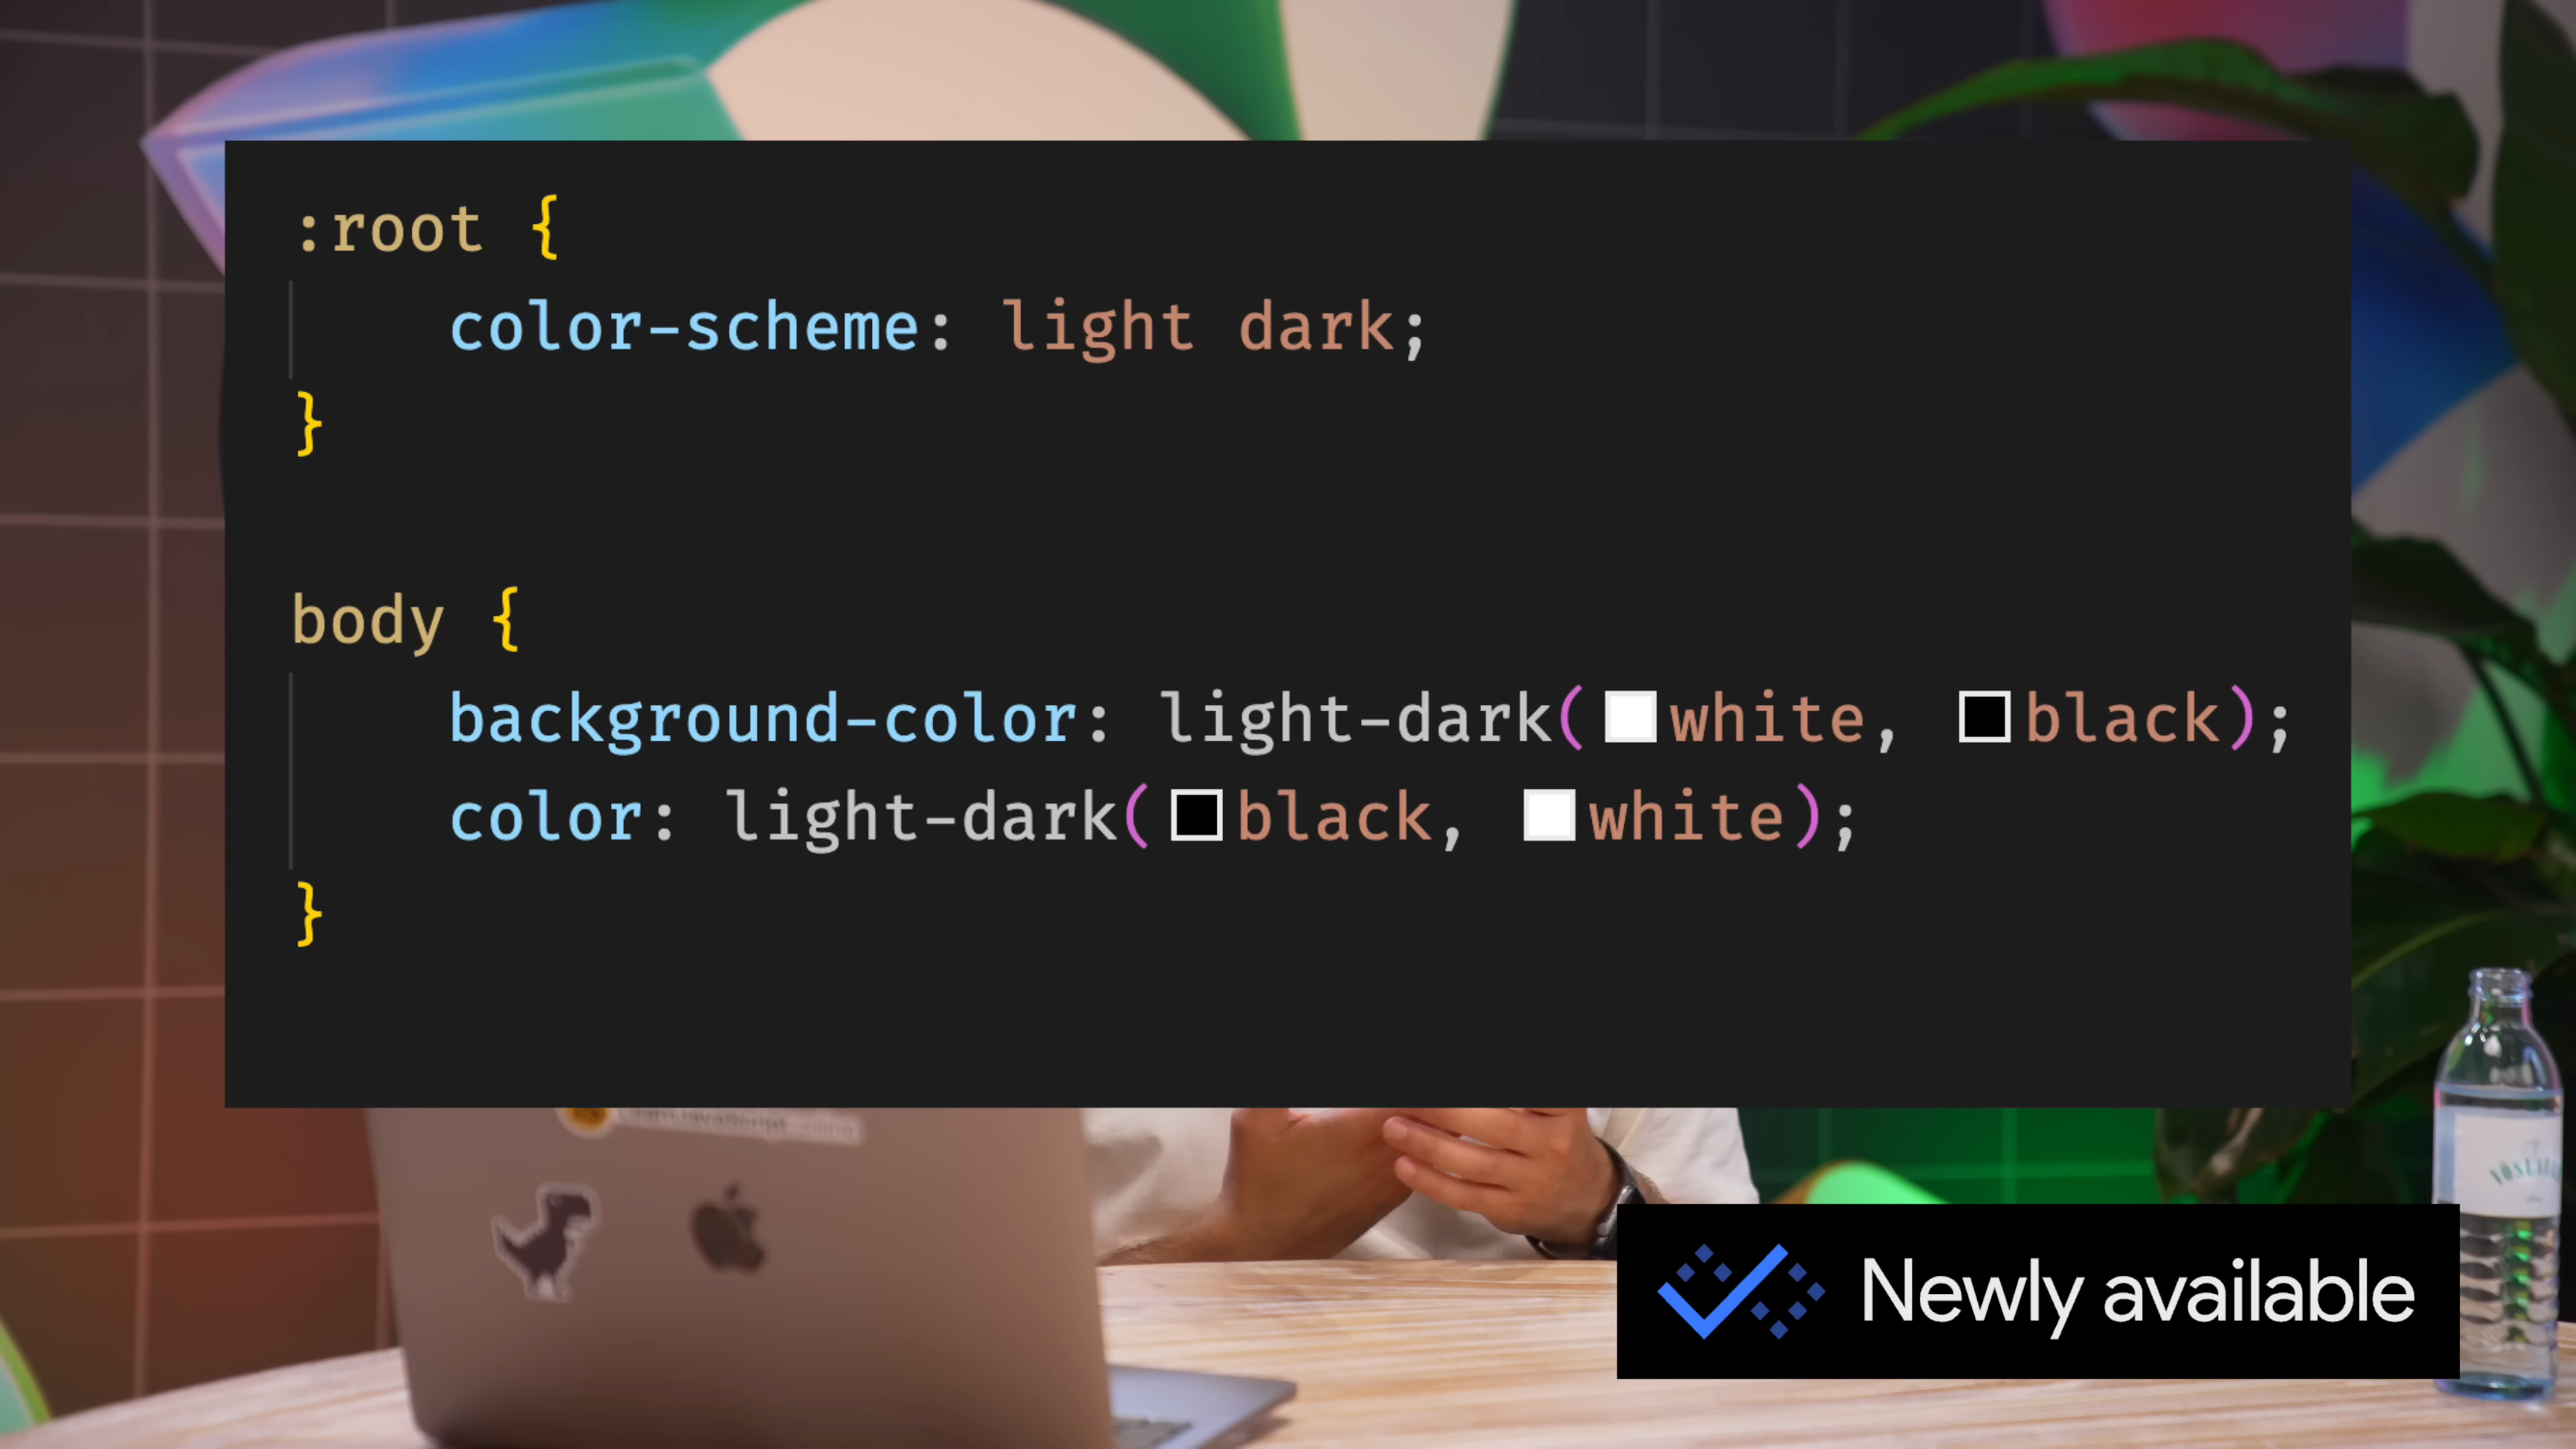 :root {
color-scheme: light dark;
}
body {
background-color: light-dark(white, black);
color: light-dark(black, white);
}
JavaScript
Newly available